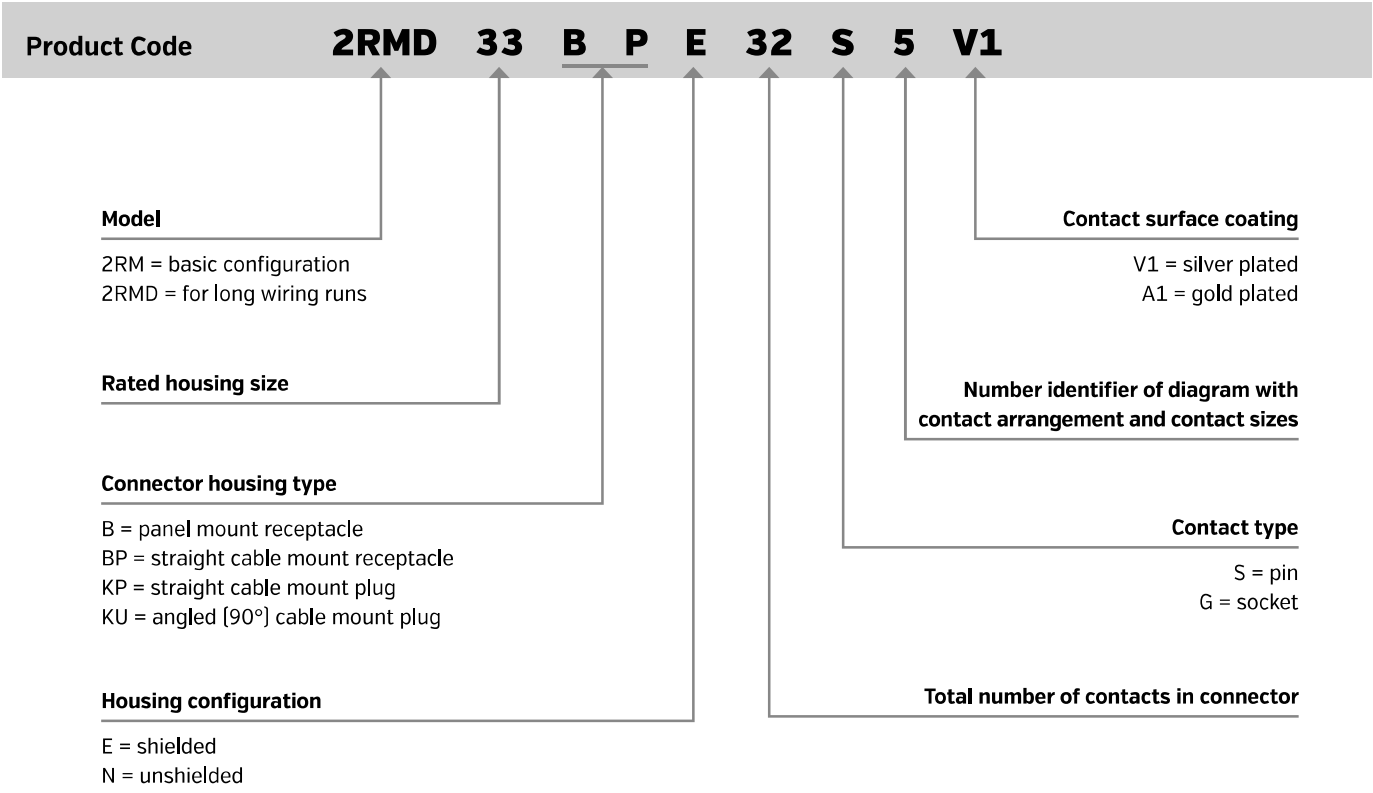 Product Code 2RMD 33 B P E 32 S 5 V1
Model
2RM = basic configuration
2RMD = for long wiring runs
Rated housing size
Connector housing type
B = panel mount receptacle
BP = straight cable mount receptacle
KP = straight cable mount plug
KU = angled (90°) cable mount plug
Housing configuration
E = shielded
N = unshielded
Contact surface coating
V1 = silver plated
A1 = gold plated
Number identifier of diagram with
contact arrangement and contact sizes
Contact type
S = pin
G = socket
Total number of contacts in connector